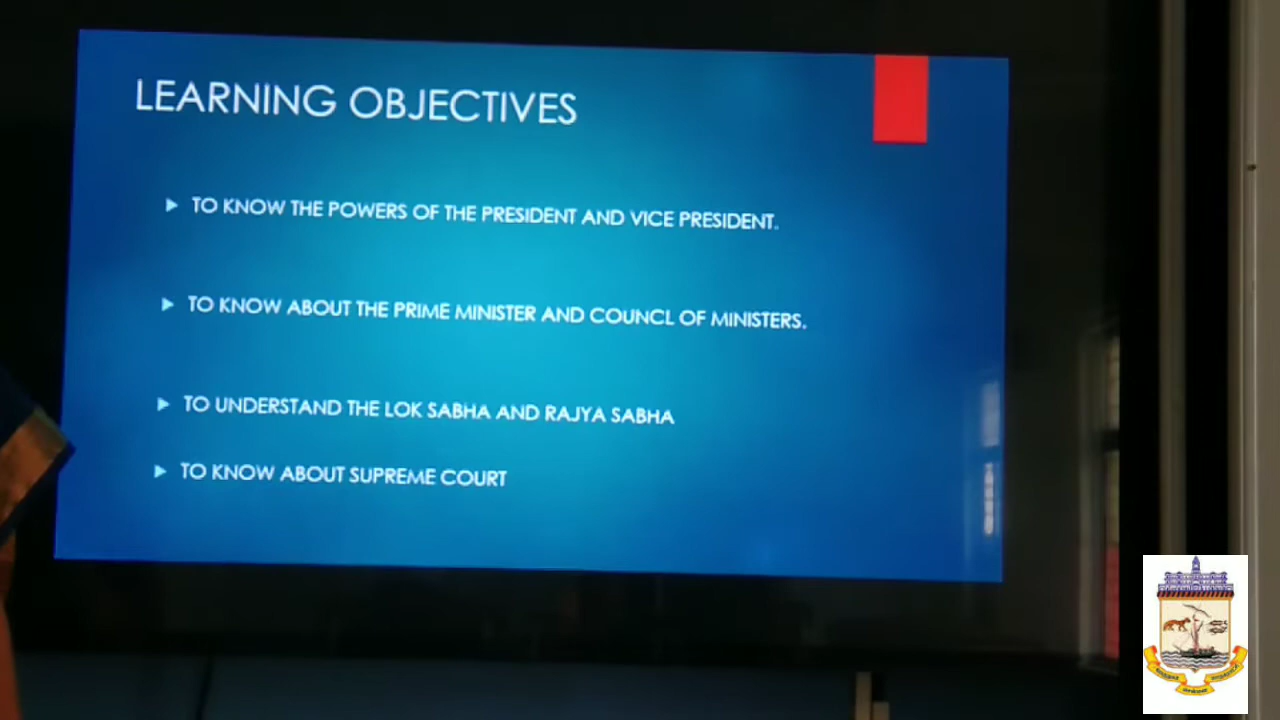 LEARNING OBJECTIVES
TO KNOW THE POWERS OF THE PRESIDENT AND VICE PRESIDENT.
TO KNOW ABOUT THE PRIME MINISTER AND COUNCL OF MINISTERS.
TO UNDERSTAND THE LOK SABHA AND RAJYA SABHA
TO KNOW ABOUT SUPREME COURT